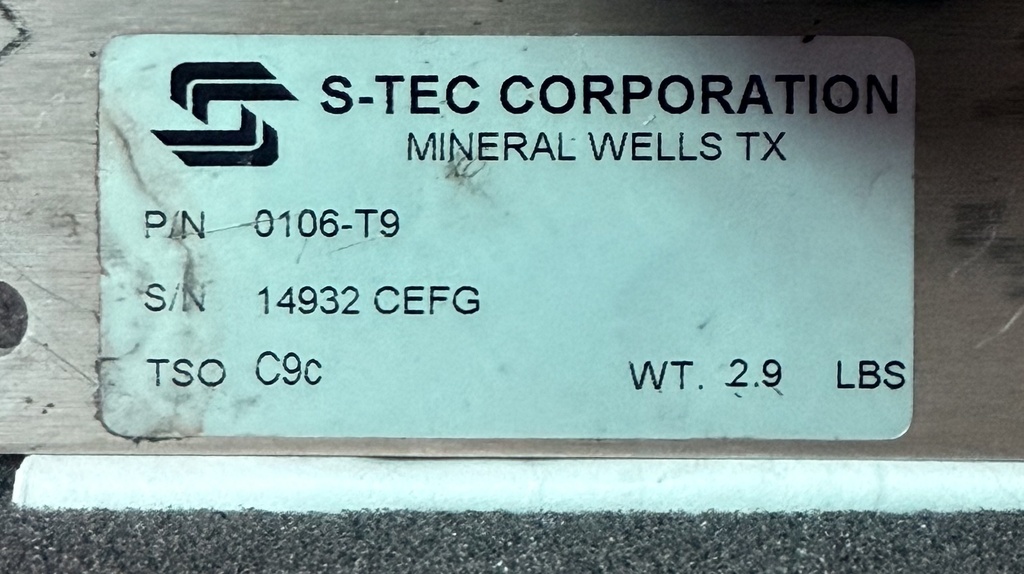 S-TEC CORPORATION
MINERAL WELLS TX
P/N 0106-T9
S/N 14932 CEFG
TSO C9c WT. 2.9 LBS